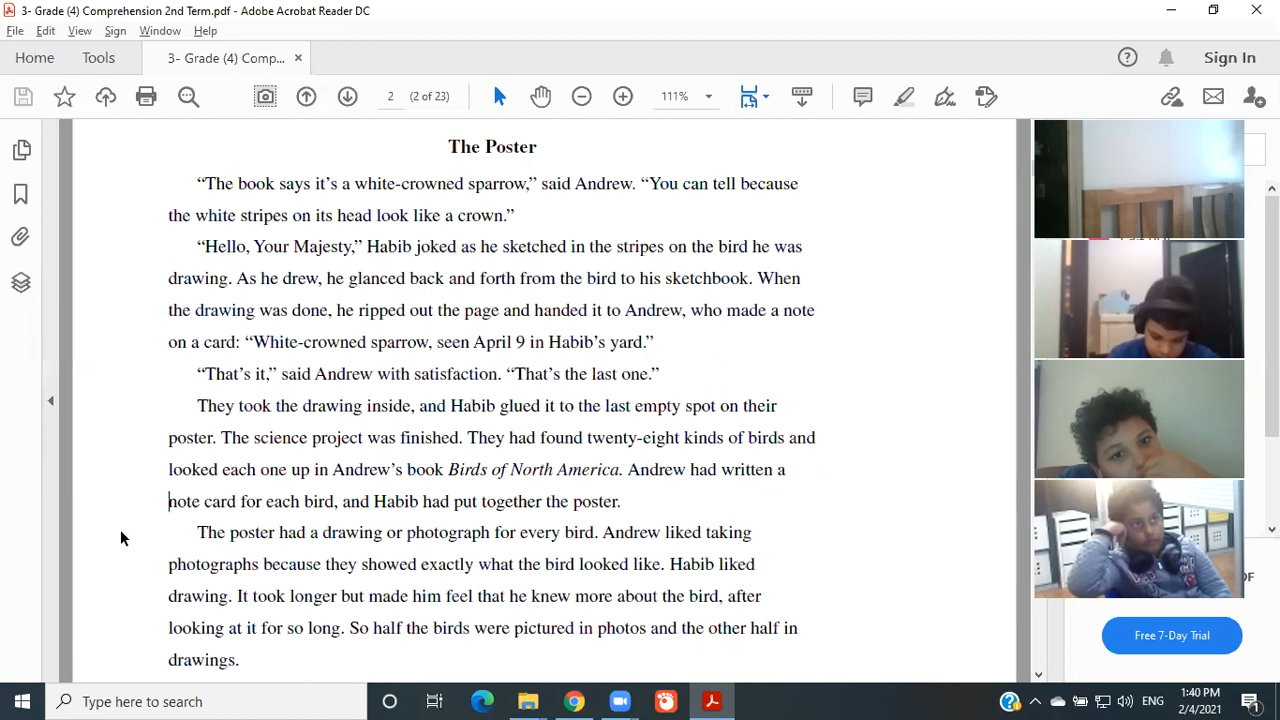 3- Grade (4) Comprehension 2nd Term.pdf - Adobe Acrobat Reader DC
File Edit View Sign Window Help
Home Tools 3- Grade (4) Comp... × Sign In
2 (2 of 23) 111%
The Poster
“The book says it’s a white-crowned sparrow,” said Andrew. “You can tell because
the white stripes on its head look like a crown.”
“Hello, Your Majesty,” Habib joked as he sketched in the stripes on the bird he was
drawing. As he drew, he glanced back and forth from the bird to his sketchbook. When
the drawing was done, he ripped out the page and handed it to Andrew, who made a note
on a card: “White-crowned sparrow, seen April 9 in Habib’s yard.”
“That’s it,” said Andrew with satisfaction. “That’s the last one.”
They took the drawing inside, and Habib glued it to the last empty spot on their
poster. The science project was finished. They had found twenty-eight kinds of birds and
looked each one up in Andrew’s book Birds of North America. Andrew had written a
note card for each bird, and Habib had put together the poster.
The poster had a drawing or photograph for every bird. Andrew liked taking
photographs because they showed exactly what the bird looked like. Habib liked
drawing. It took longer but made him feel that he knew more about the bird, after
looking at it for so long. So half the birds were pictured in photos and the other half in
drawings.
DF
Free 7-Day Trial
Type here to search
ENG
1:40 PM
2/4/2021
1